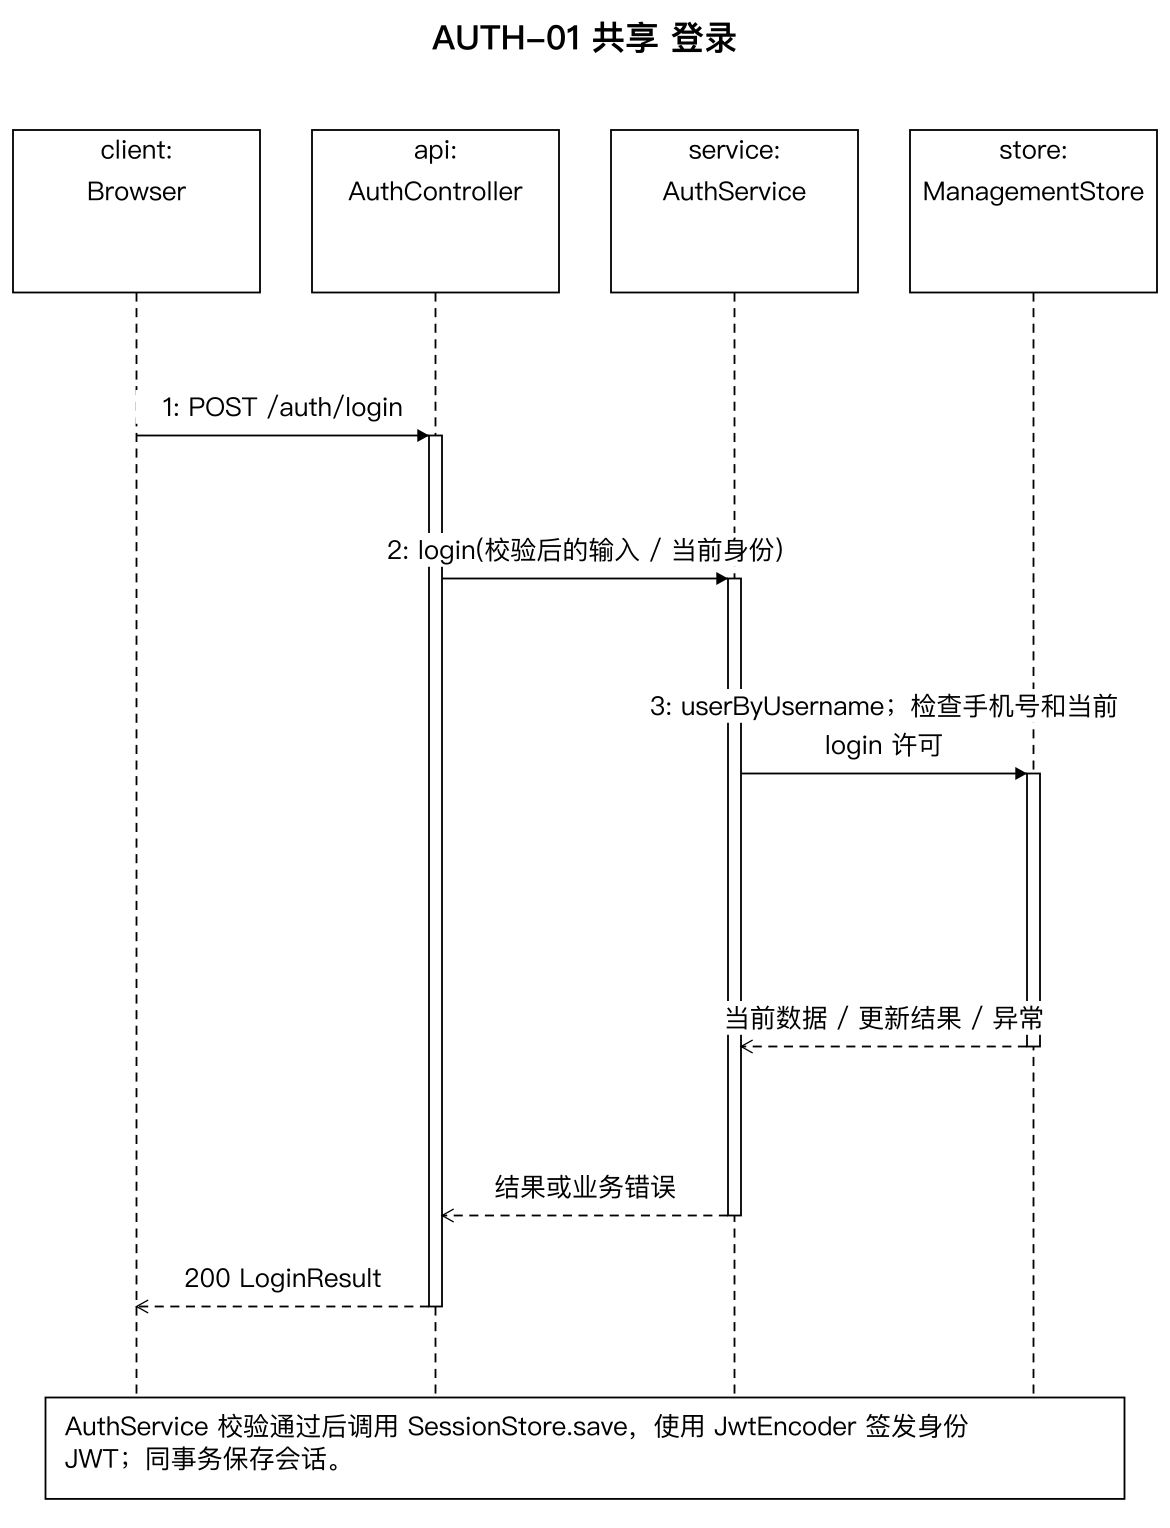 AUTH–01 共享 登录
client:
Browser
api:
AuthController
service:
AuthService
store:
ManagementStore
1: POST /auth/login
2: login(校验后的输入 / 当前身份)
3: userByUsername；检查手机号和当前
login 许可
当前数据 / 更新结果 / 异常
结果或业务错误
200 LoginResult
AuthService 校验通过后调用 SessionStore.save，使用 JwtEncoder 签发身份
JWT；同事务保存会话。